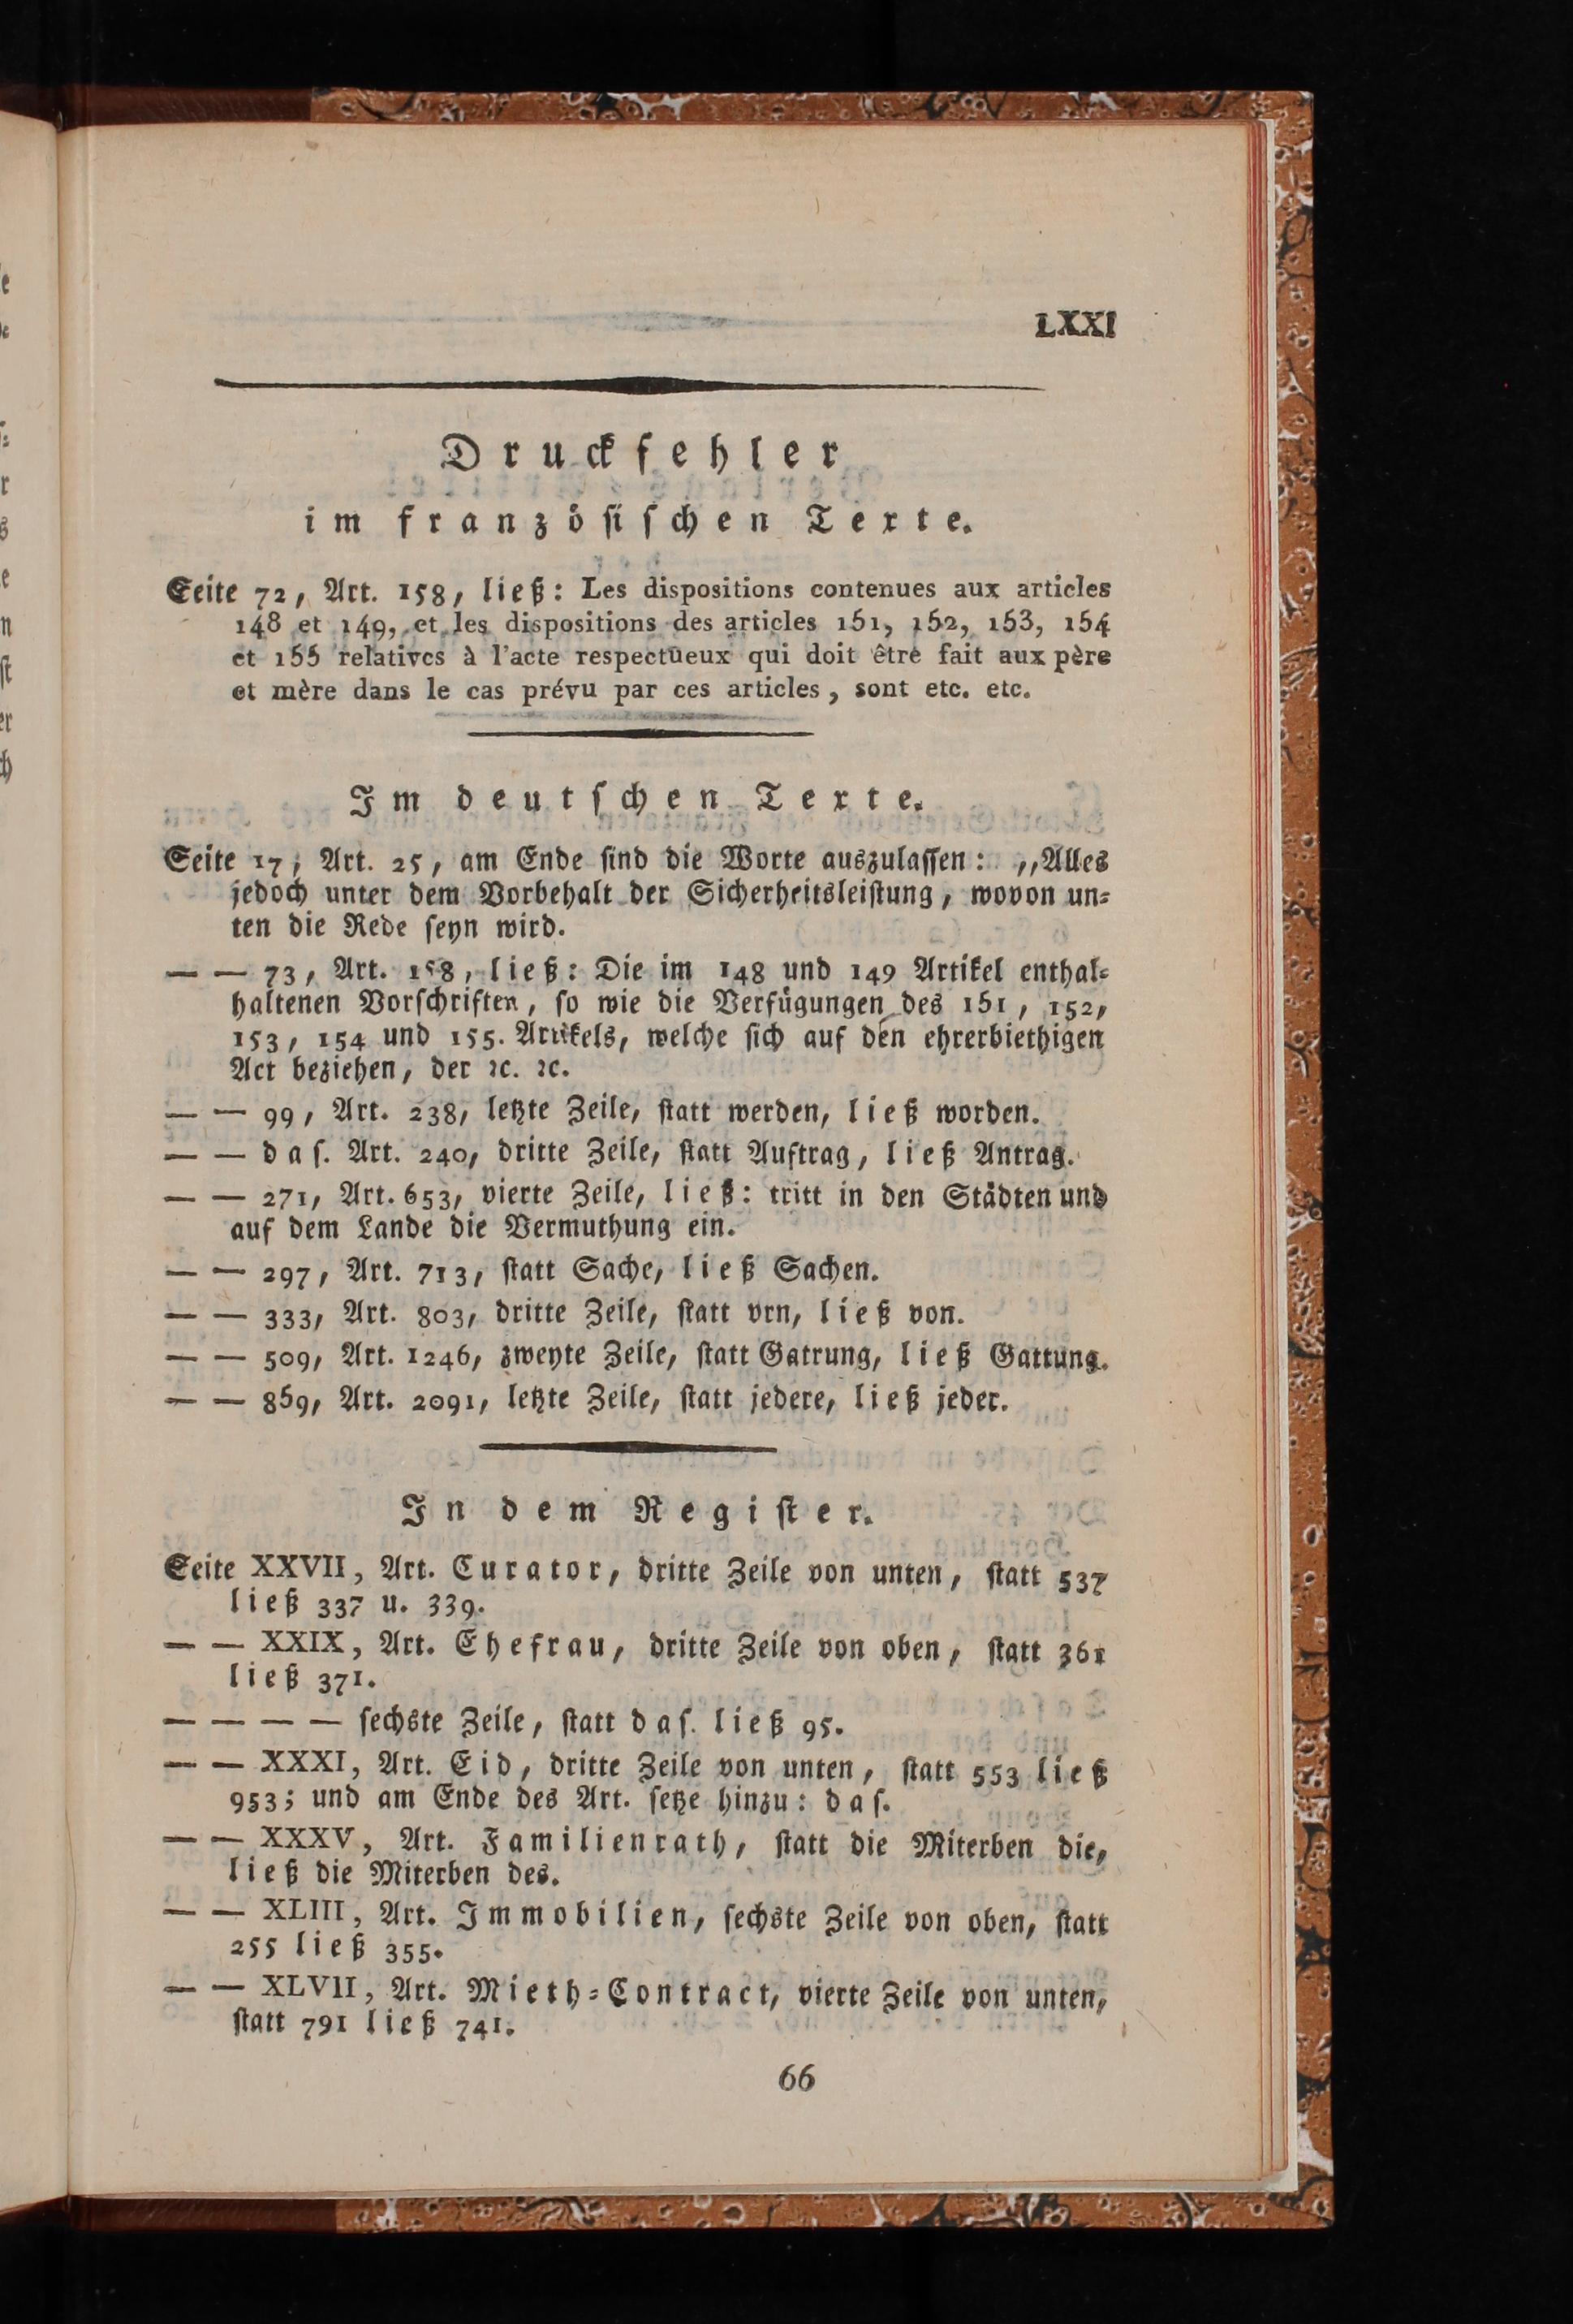 LXXI
Druckfehler
im französischen Texte.
Seite 72, Art. 158, ließ: Les dispositions contenues aux articles
148 et 149, et les dispositions des articles 151, 152, 153, 154
et 155 relatives à l'acte respectueux qui doit être fait aux père
et mère dans le cas prévu par ces articles, sont etc. etc.
Im deutschen Texte.
Seite 17, Art. 25, am Ende sind die Worte auszulassen: „Alles
jedoch unter dem Vorbehalt der Sicherheitsleistung, wovon un=
ten die Rede seyn wird.
— — 73, Art. 158, ließ: Die im 148 und 149 Artikel enthal=
haltenen Vorschriften, so wie die Verfügungen des 151, 152,
153, 154 und 155. Artikels, welche sich auf den ehrerbiethigen
Act beziehen, der ꝛc. ꝛc.
— — 99, Art. 238, letzte Zeile, statt werden, ließ worden.
— — das. Art. 240, dritte Zeile, statt Auftrag, ließ Antrag.
— — 271, Art. 653, vierte Zeile, ließ: tritt in den Städten und
auf dem Lande die Vermuthung ein.
— — 297, Art. 713, statt Sache, ließ Sachen.
— — 333, Art. 803, dritte Zeile, statt vrn, ließ von.
— — 509, Art. 1246, zweyte Zeile, statt Gatrung, ließ Gattung.
— — 859, Art. 2091, letzte Zeile, statt jedere, ließ jeder.
In dem Register.
Seite XXVII, Art. Curator, dritte Zeile von unten, statt 537
ließ 337 u. 339.
— — XXIX, Art. Ehefrau, dritte Zeile von oben, statt 361
ließ 371.
— — — — sechste Zeile, statt das. ließ 95.
— — XXXI, Art. Eid, dritte Zeile von unten, statt 553 ließ
953; und am Ende des Art. setze hinzu: das.
— — XXXV, Art. Familienrath, statt die Miterben die,
ließ die Miterben des.
— — XLIII, Art. Immobilien, sechste Zeile von oben, statt
255 ließ 355.
— — XLVII, Art. Mieth=Contract, vierte Zeile von unten,
statt 791 ließ 741.
66